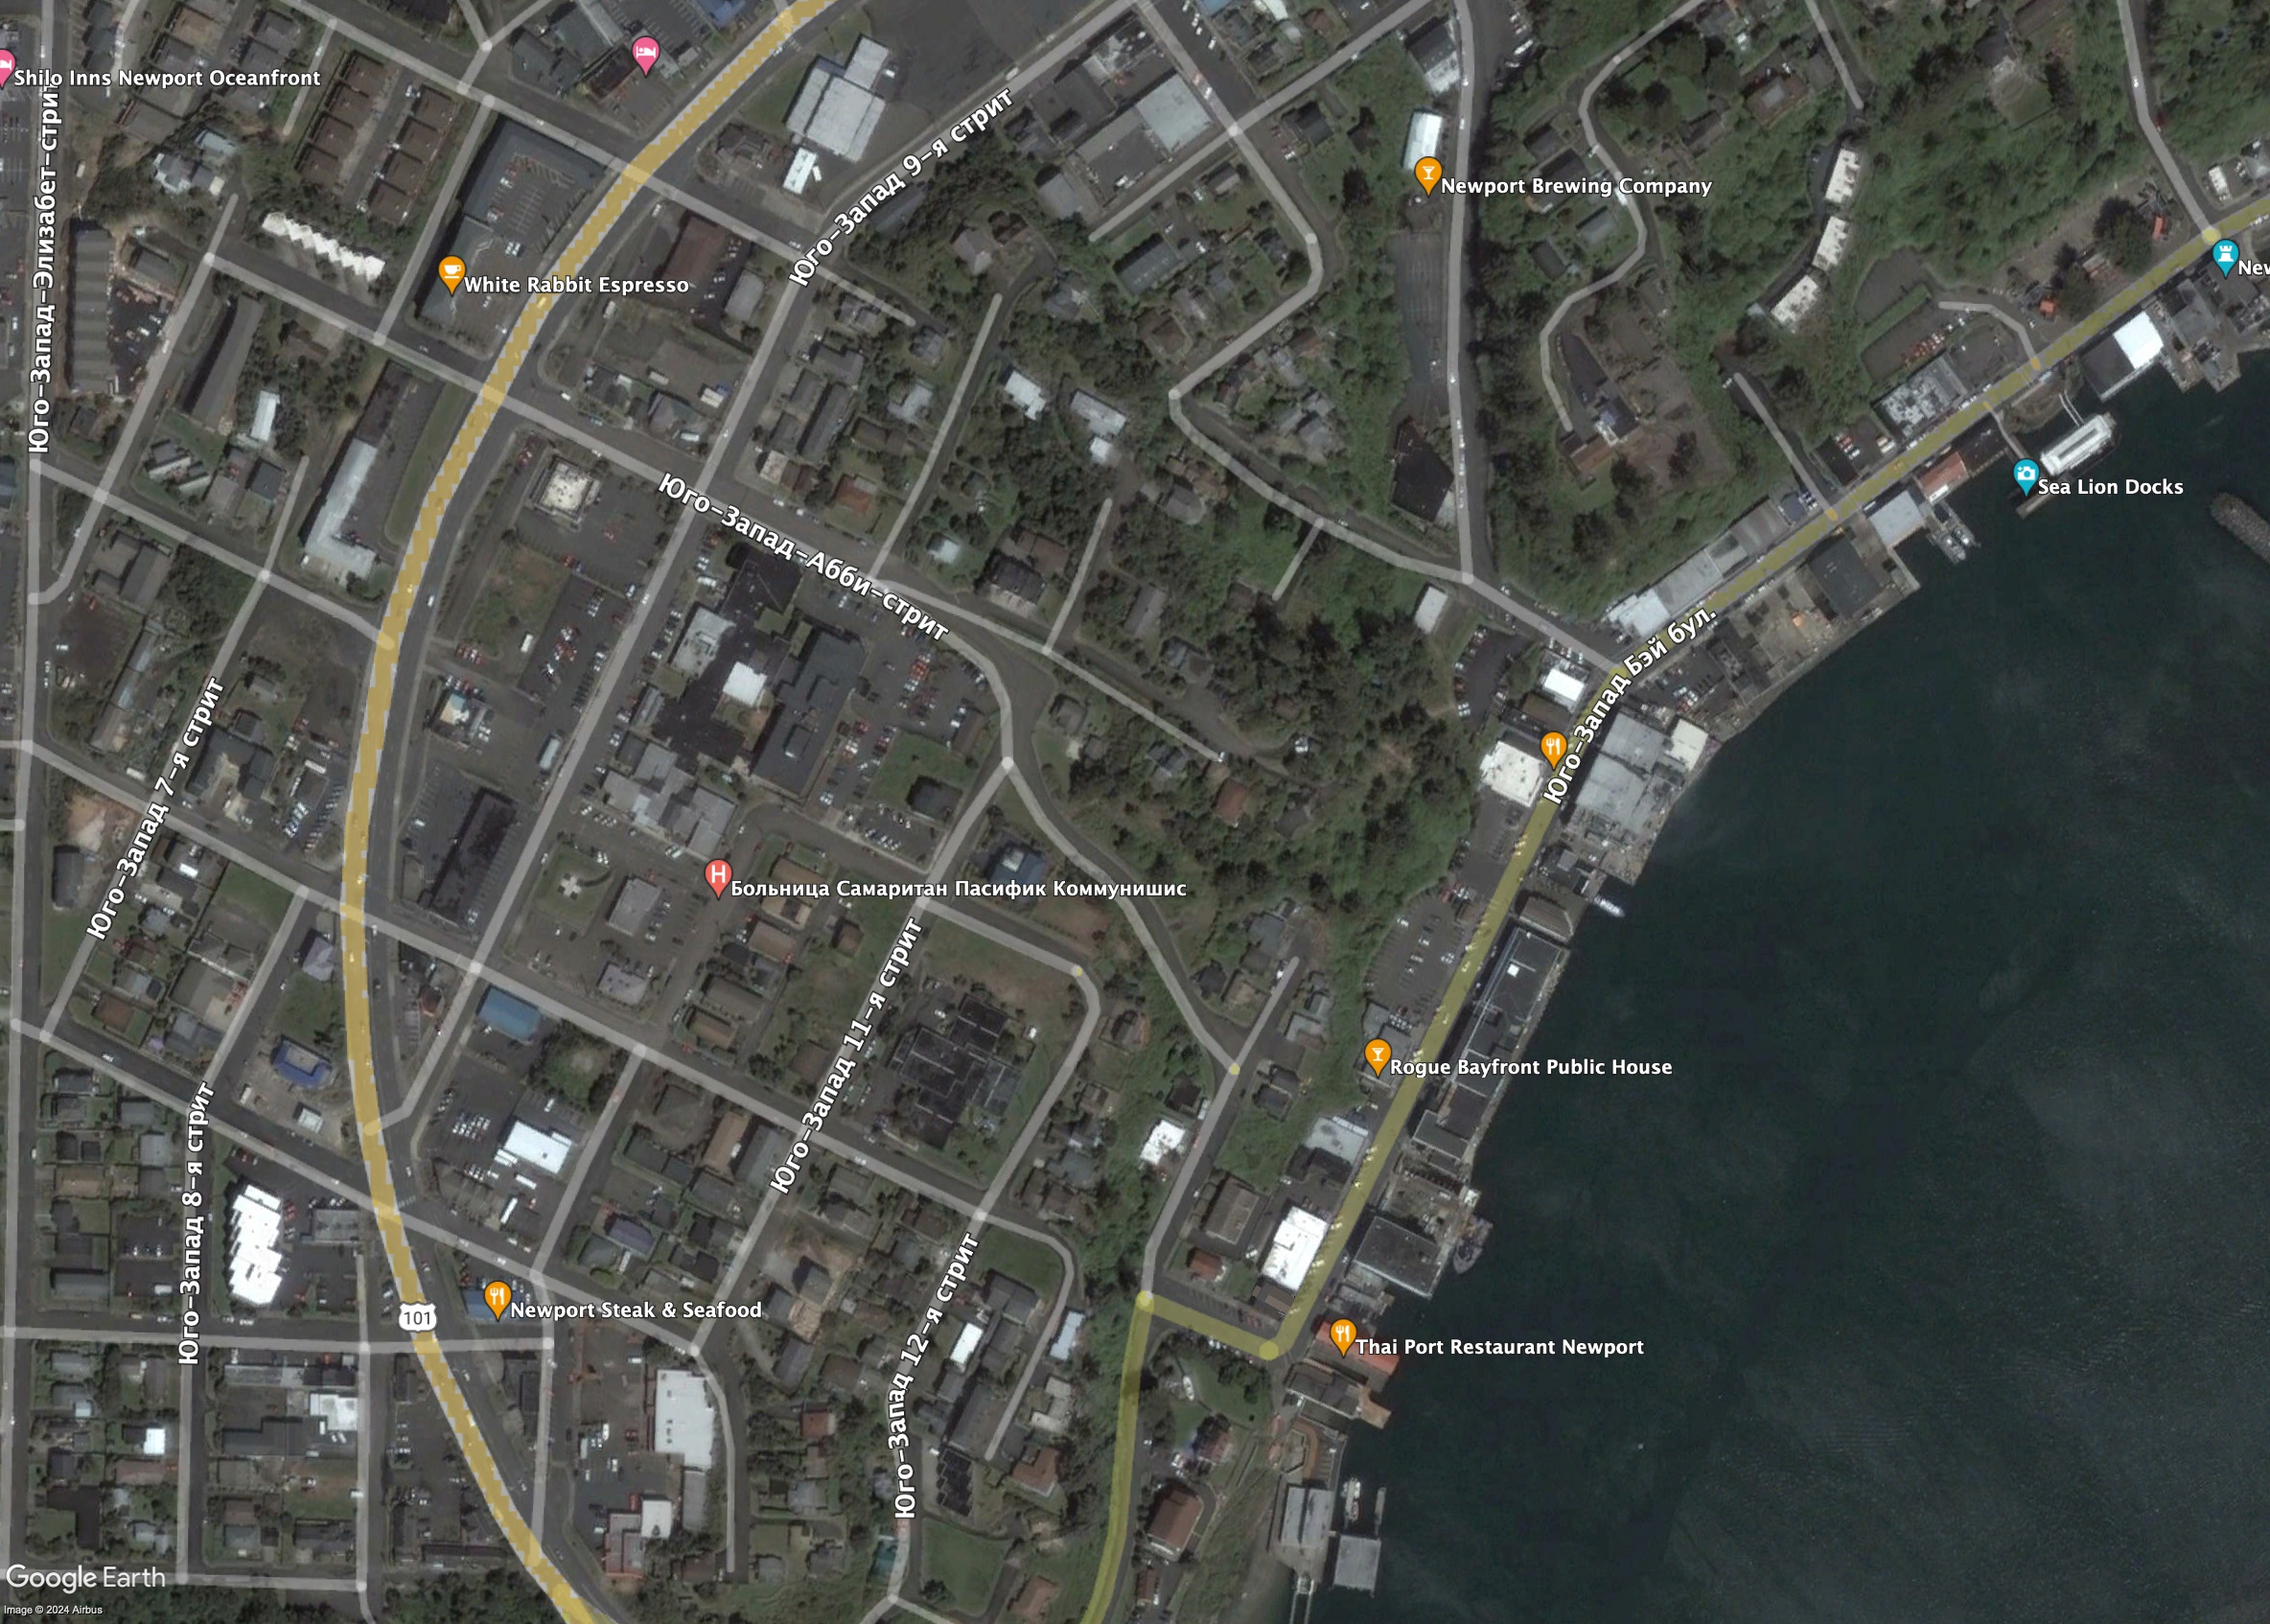 Shilo Inns Newport Oceanfront
Юго-Запад-Элизабет-стрит
Юго-Запад 9-я стрит
Newport Brewing Company
White Rabbit Espresso
New
Sea Lion Docks
Юго-Запад-Абби-стрит
Юго-Запад Бэй бул.
Юго-Запад 7-я стрит
Больница Самаритан Пасифик Коммунишис
Юго-Запад 11-я стрит
Rogue Bayfront Public House
Юго-Запад 8-я стрит
Newport Steak & Seafood
101
Юго-Запад 12-я стрит
Thai Port Restaurant Newport
Google Earth
Image © 2024 Airbus